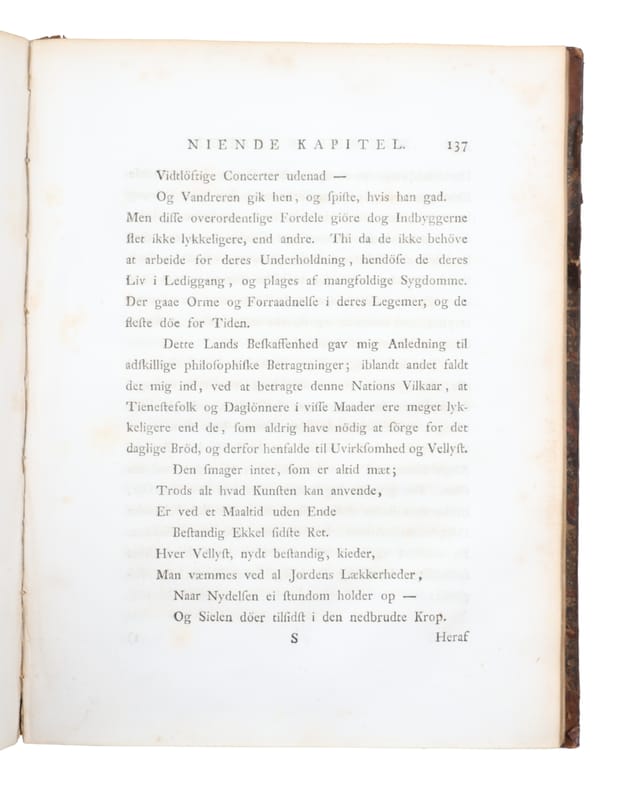 NIENDE KAPITEL. 137
Vidtlöftige Concerter udenad —
Og Vandreren gik hen, og ſpiſte, hvis han gad.
Men diſſe overordentlige Fordele giöre dog Indbyggerne
ſlet ikke lykkeligere, end andre. Thi da de ikke behöve
at arbeide for deres Underholdning, hendöſe de deres
Liv i Lediggang, og plages af mangfoldige Sygdomme.
Der gaae Orme og Forraadnelſe i deres Legemer, og de
fleſte döe for Tiden.
Dette Lands Beſkaffenhed gav mig Anledning til
adſkillige philoſophiſke Betragtninger; iblandt andet faldt
det mig ind, ved at betragte denne Nations Vilkaar, at
Tieneſtefolk og Daglönnere i viſſe Maader ere meget lyk-
keligere end de, ſom aldrig have nödig at ſörge for det
daglige Bröd, og derfor henfalde til Uvirkſomhed og Vellyſt.
Den ſmager intet, ſom er altid mæt;
Trods alt hvad Kunſten kan anvende,
Er ved et Maaltid uden Ende
Beſtandig Ekkel ſidſte Ret.
Hver Vellyſt, nydt beſtandig, kieder,
Man væmmes ved al Jordens Lækkerheder,
Naar Nydelſen ei ſtundom holder op —
Og Sielen döer tilſidſt i den nedbrudte Krop.
S Heraf